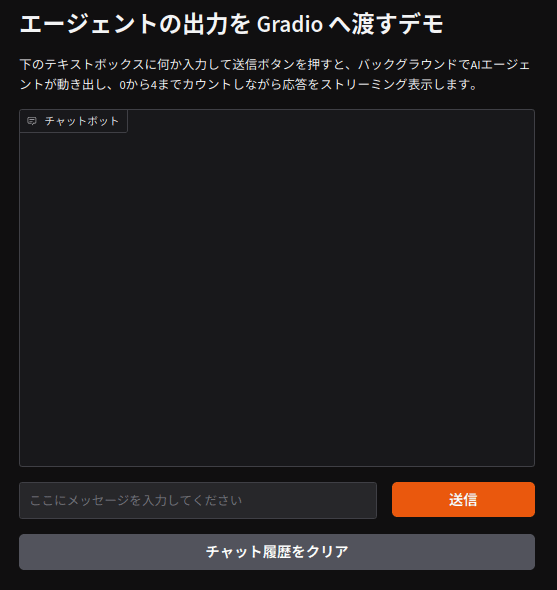 エージェントの出力を Gradio へ渡すデモ
下のテキストボックスに何か入力して送信ボタンを押すと、バックグラウンドでAIエージェ
ントが動き出し、0から4までカウントしながら応答をストリーミング表示します。
チャットボット
ここにメッセージを入力してください
送信
チャット履歴をクリア